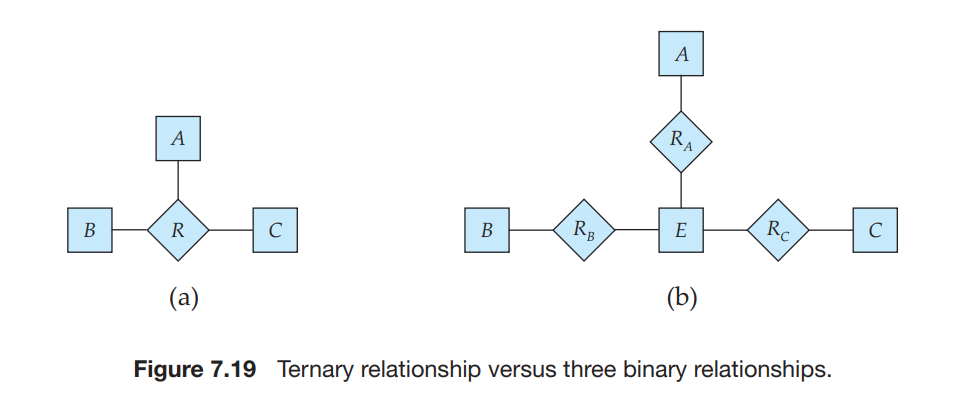 A
A
R_A
B
R
C
B
R_B
E
R_C
C
(a)
(b)
Figure 7.19 Ternary relationship versus three binary relationships.